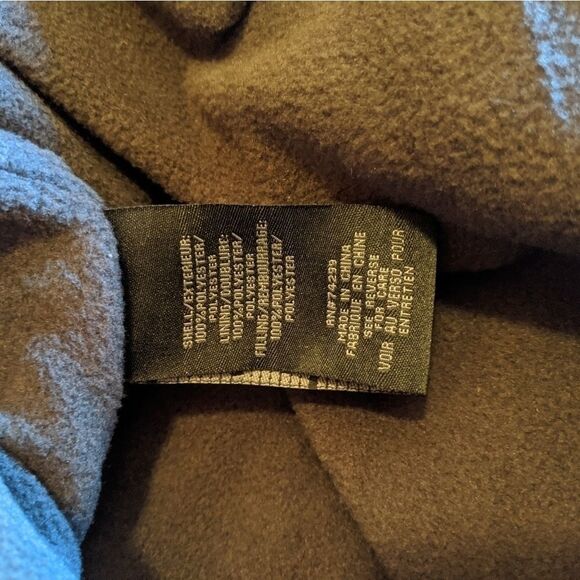 SHELL/EXTERIEUR:
100%POLYESTER/
POLYESTER
LINING/DOUBLURE:
100%POLYESTER/
POLYESTER
FILLING/REMBOURRAGE:
100%POLYESTER/
POLYESTER
RN#74299
MADE IN CHINA
FABRIQUE EN CHINE
SEE REVERSE
FOR CARE
VOIR AU VERSO POUR
ENTRETIEN